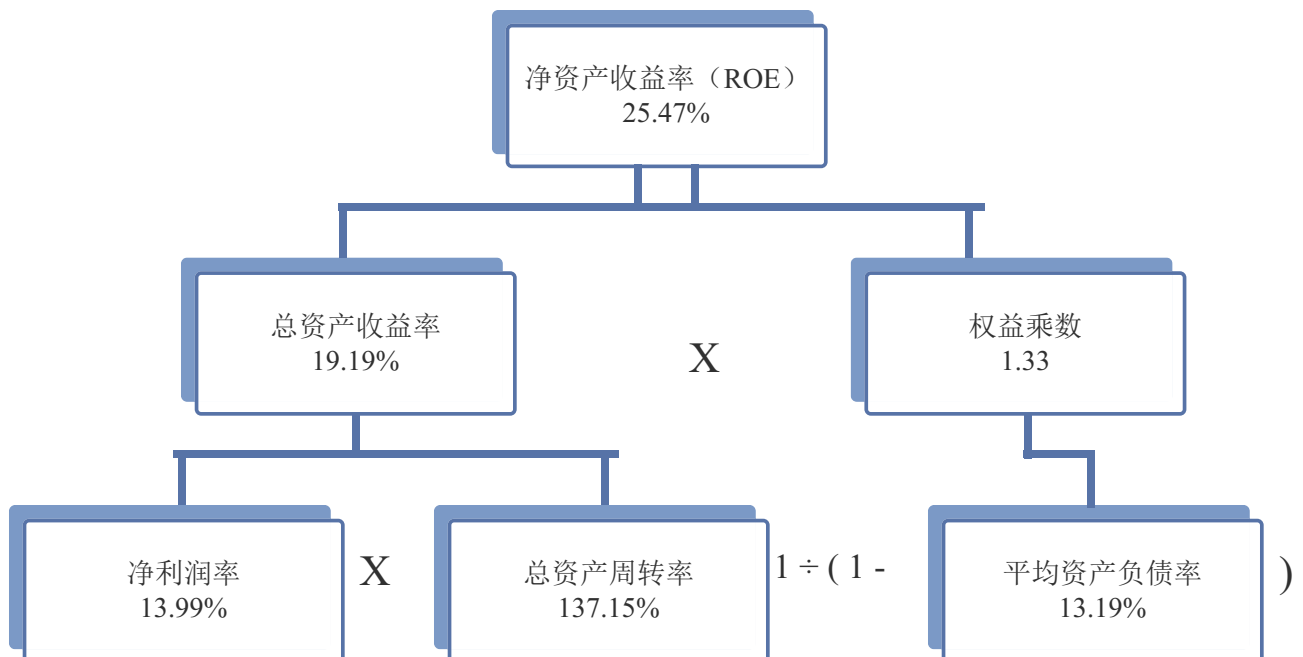 净资产收益率（ROE）
25.47%
总资产收益率
19.19%
X
权益乘数
1.33
净利润率
13.99%
X
总资产周转率
137.15%
1 ÷ ( 1 -
平均资产负债率
13.19%
)